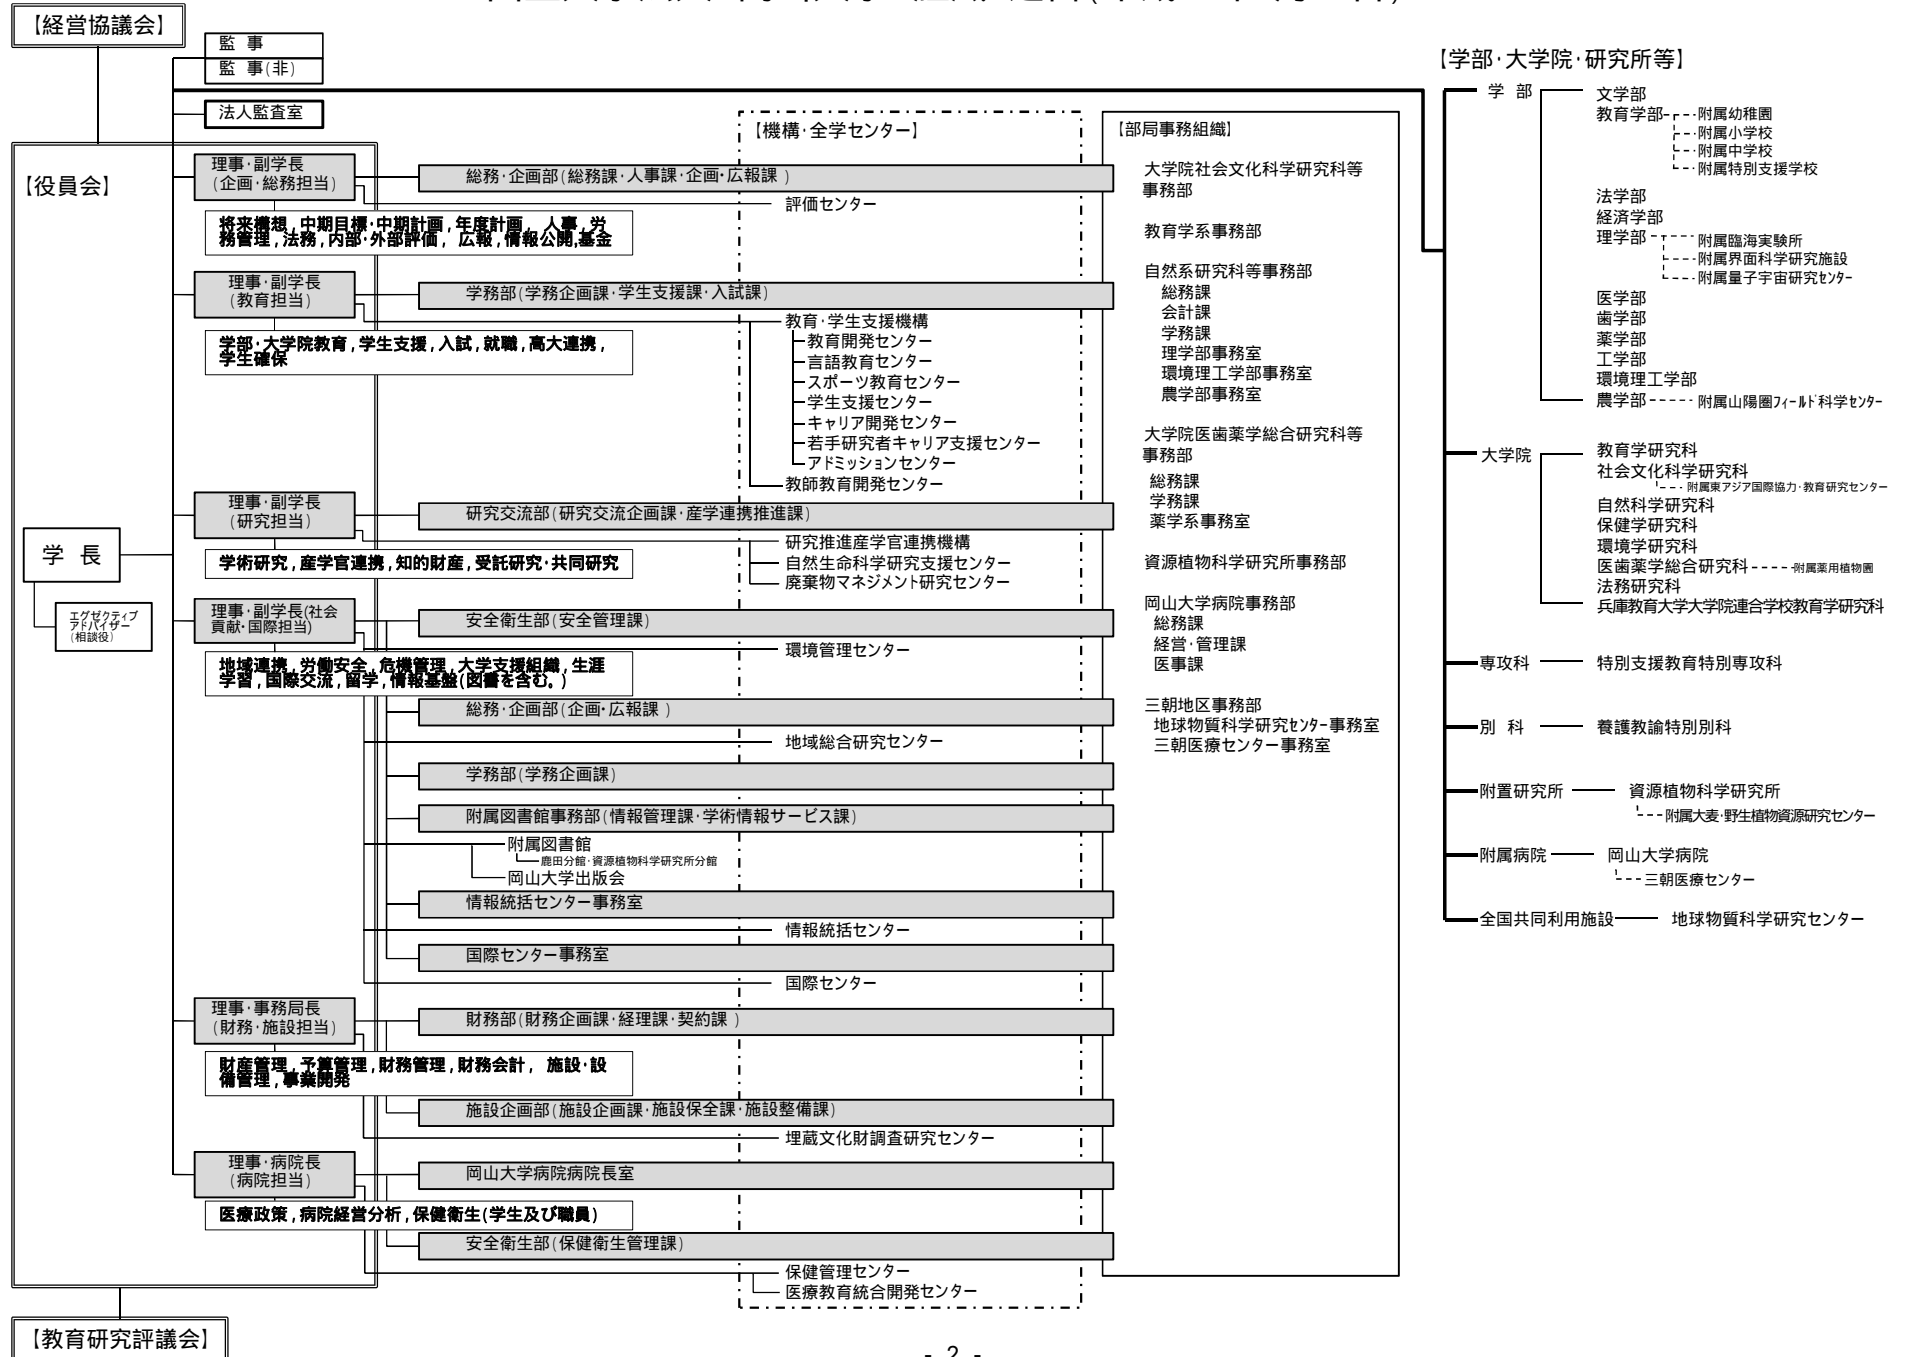 【経営協議会】
監 事
監 事(非)
法人監査室
【役員会】
学 長
エグゼクティブ
アドバイザー
(相談役)
理事・副学長
(企画・総務担当)
総務・企画部(総務課・人事課・企画・広報課 )
評価センター
将来構想,中期目標・中期計画,年度計画, 人事,労
務管理,法務,内部・外部評価, 広報,情報公開,基金
理事・副学長
(教育担当)
学務部(学務企画課・学生支援課・入試課)
学部・大学院教育,学生支援,入試,就職,高大連携,
学生確保
教育・学生支援機構
教育開発センター
言語教育センター
スポーツ教育センター
学生支援センター
キャリア開発センター
若手研究者キャリア支援センター
アドミッションセンター
教師教育開発センター
理事・副学長
(研究担当)
研究交流部(研究交流企画課・産学連携推進課)
学術研究,産学官連携,知的財産,受託研究・共同研究
研究推進産学官連携機構
自然生命科学研究支援センター
廃棄物マネジメント研究センター
理事・副学長(社会
貢献・国際担当)
安全衛生部(安全管理課)
環境管理センター
地域連携,労働安全,危機管理,大学支援組織,生涯
学習,国際交流,留学,情報基盤(図書を含む。)
総務・企画部(企画・広報課 )
地域総合研究センター
学務部(学務企画課)
附属図書館事務部(情報管理課・学術情報サービス課)
附属図書館
鹿田分館・資源植物科学研究所分館
岡山大学出版会
情報統括センター事務室
情報統括センター
国際センター事務室
国際センター
理事・事務局長
(財務・施設担当)
財務部(財務企画課・経理課・契約課 )
財産管理,予算管理,財務管理,財務会計, 施設・設
備管理,事業開発
施設企画部(施設企画課・施設保全課・施設整備課)
埋蔵文化財調査研究センター
理事・病院長
(病院担当)
岡山大学病院病院長室
医療政策,病院経営分析,保健衛生(学生及び職員)
安全衛生部(保健衛生管理課)
保健管理センター
医療教育統合開発センター
【教育研究評議会】
【機構・全学センター】
【部局事務組織】
大学院社会文化科学研究科等
事務部
教育学系事務部
自然系研究科等事務部
総務課
会計課
学務課
理学部事務室
環境理工学部事務室
農学部事務室
大学院医歯薬学総合研究科等
事務部
総務課
学務課
薬学系事務室
資源植物科学研究所事務部
岡山大学病院事務部
総務課
経営・管理課
医事課
三朝地区事務部
地球物質科学研究センター事務室
三朝医療センター事務室
【学部・大学院・研究所等】
学 部
文学部
教育学部
附属幼稚園
附属小学校
附属中学校
附属特別支援学校
法学部
経済学部
理学部
附属臨海実験所
附属界面科学研究施設
附属量子宇宙研究センター
医学部
歯学部
薬学部
工学部
環境理工学部
農学部
附属山陽圏フィールド科学センター
大学院
教育学研究科
社会文化科学研究科
附属東アジア国際協力・教育研究センター
自然科学研究科
保健学研究科
環境学研究科
医歯薬学総合研究科
附属薬用植物園
法務研究科
兵庫教育大学大学院連合学校教育学研究科
専攻科
特別支援教育特別専攻科
別 科
養護教諭特別別科
附置研究所
資源植物科学研究所
附属大麦・野生植物資源研究センター
附属病院
岡山大学病院
三朝医療センター
全国共同利用施設
地球物質科学研究センター
- 2 -